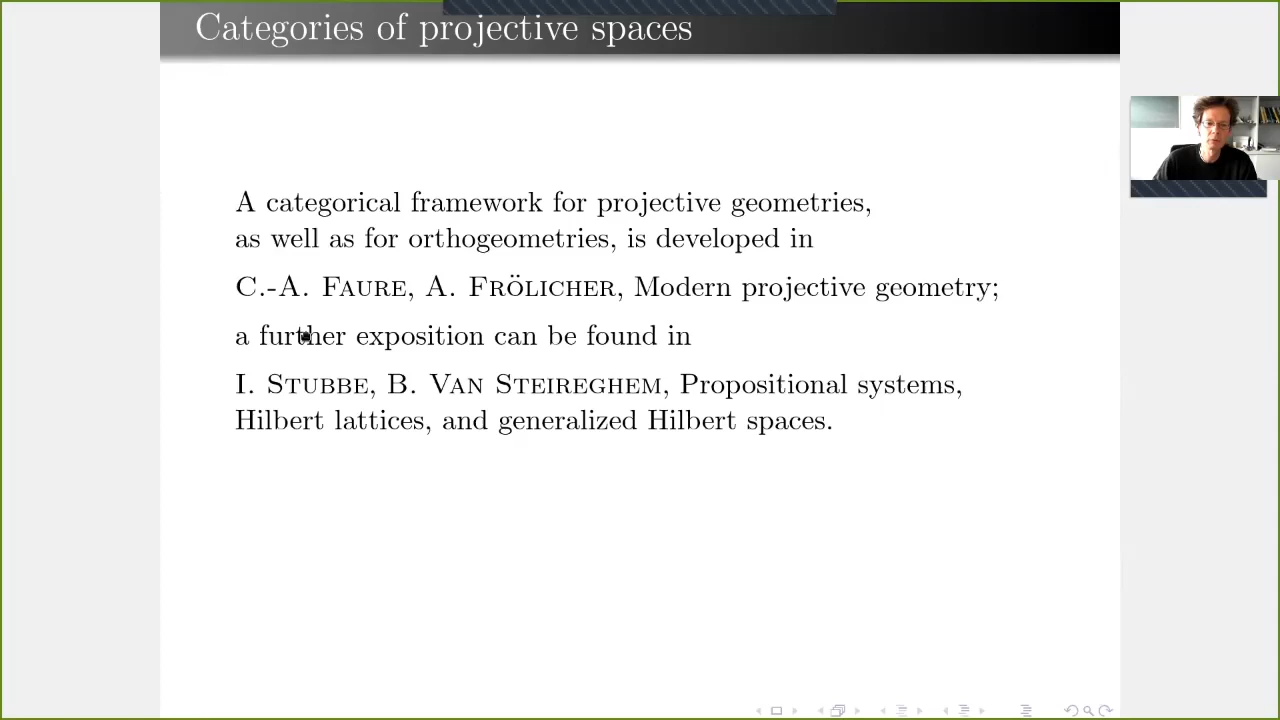 Categories of projective spaces
A categorical framework for projective geometries,
as well as for orthogeometries, is developed in
C.-A. Faure, A. Frölicher, Modern projective geometry;
a further exposition can be found in
I. Stubbe, B. Van Steireghem, Propositional systems,
Hilbert lattices, and generalized Hilbert spaces.